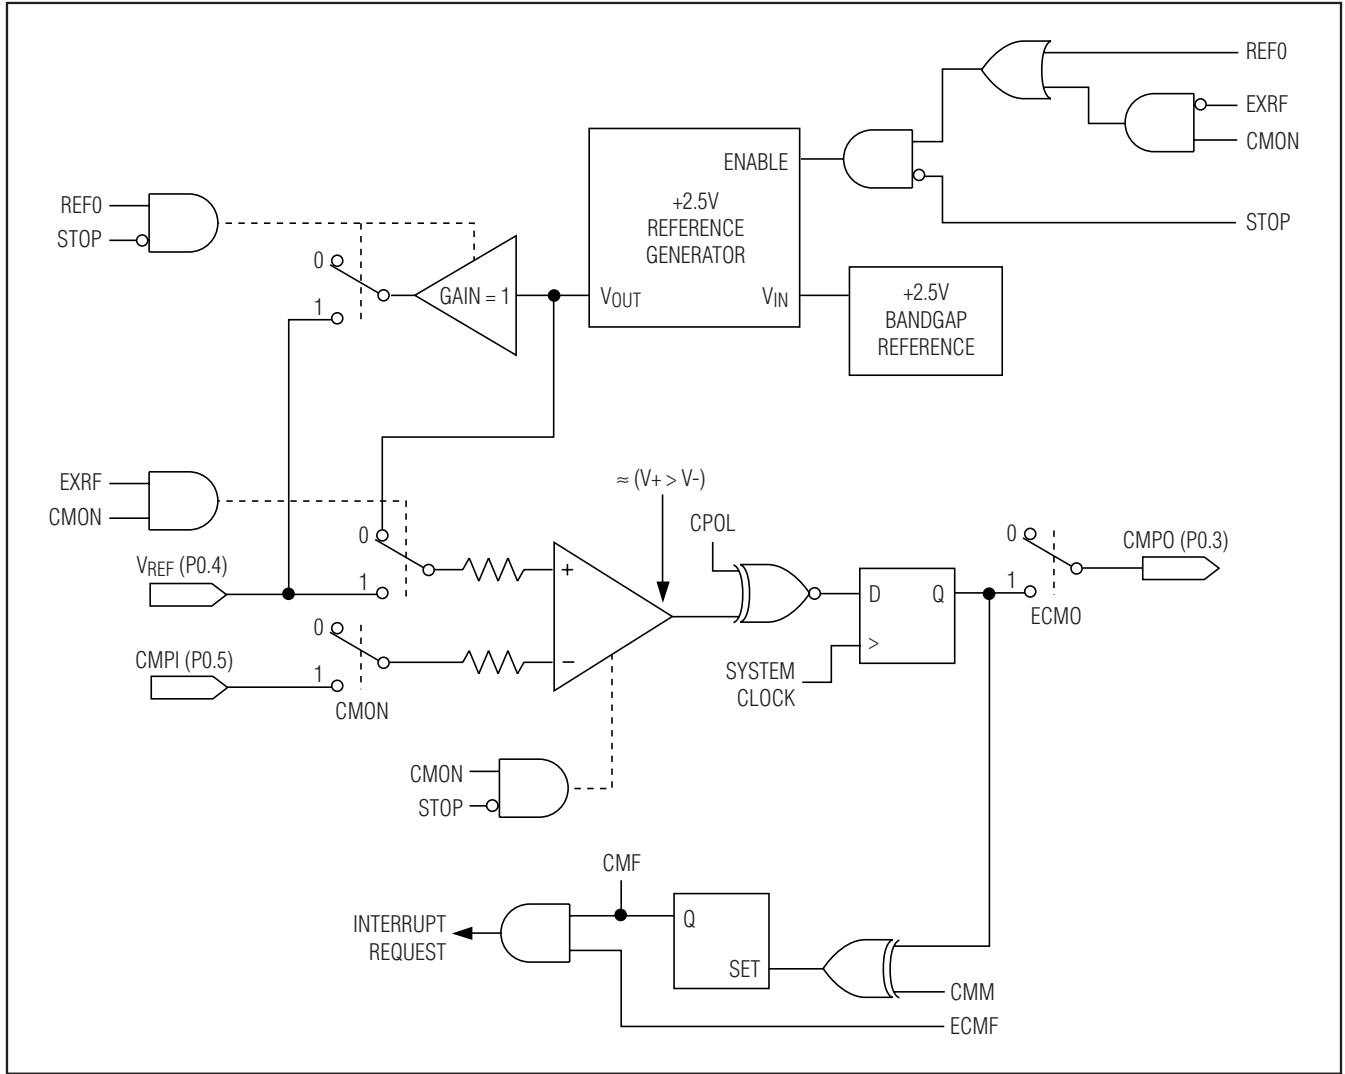 REF0
EXRF
CMON
STOP
ENABLE
+2.5V
REFERENCE
GENERATOR
VOUT
VIN
+2.5V
BANDGAP
REFERENCE
REF0
STOP
0
1
GAIN = 1
EXRF
CMON
0
1
VREF (P0.4)
CMPI (P0.5)
0
1
CMON
+
−
≈ (V+ > V-)
CPOL
D
Q
>
SYSTEM
CLOCK
0
1
ECMO
CMPO (P0.3)
CMON
STOP
CMF
INTERRUPT
REQUEST
Q
SET
CMM
ECMF